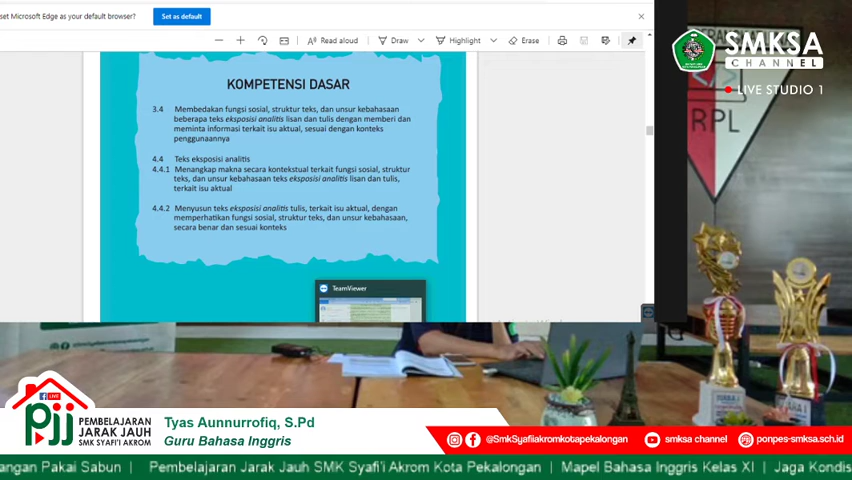 set Microsoft Edge as your default browser?
Set as default
Read aloud
Draw
Highlight
Erase
KOMPETENSI DASAR
3.4 Membedakan fungsi sosial, struktur teks, dan unsur kebahasaan
beberapa teks eksposisi analitis lisan dan tulis dengan memberi dan
meminta informasi terkait isu aktual, sesuai dengan konteks
penggunaannya
4.4 Teks eksposisi analitis
4.4.1 Menangkap makna secara kontekstual terkait fungsi sosial, struktur
teks, dan unsur kebahasaan teks eksposisi analitis lisan dan tulis,
terkait isu aktual
4.4.2 Menyusun teks eksposisi analitis tulis, terkait isu aktual, dengan
memperhatikan fungsi sosial, struktur teks, dan unsur kebahasaan,
secara benar dan sesuai konteks
TeamViewer
SMKSA
CHANNEL
LIVE STUDIO 1
RPL
LIVE
pjj
PEMBELAJARAN
JARAK JAUH
SMK SYAFI'I AKROM
Tyas Aunnurrofiq, S.Pd
Guru Bahasa Inggris
@SmkSyafiiakromkotapekalongan
smksa channel
ponpes-smksa.sch.id
angan Pakai Sabun | Pembelajaran Jarak Jauh SMK Syafi'i Akrom Kota Pekalongan | Mapel Bahasa Inggris Kelas XI | Jaga Kondis